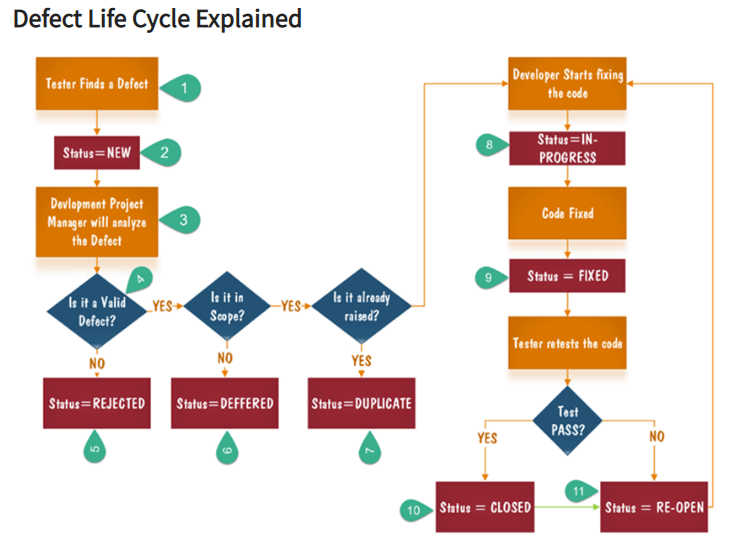 Defect Life Cycle Explained
Tester Finds a Defect
1
Status=NEW
2
Devlopment Project
Manager will analyze
the Defect
3
4
Is it a Valid
Defect?
YES
Is it in
Scope?
YES
Is it already
raised?
NO
NO
YES
Status=REJECTED
Status=DEFFERED
Status=DUPLICATE
5
6
7
Developer Starts fixing
the code
8
Status=IN-
PROGRESS
Code Fixed
9
Status = FIXED
Tester retests the code
Test
PASS?
YES
NO
10
Status = CLOSED
11
Status = RE-OPEN